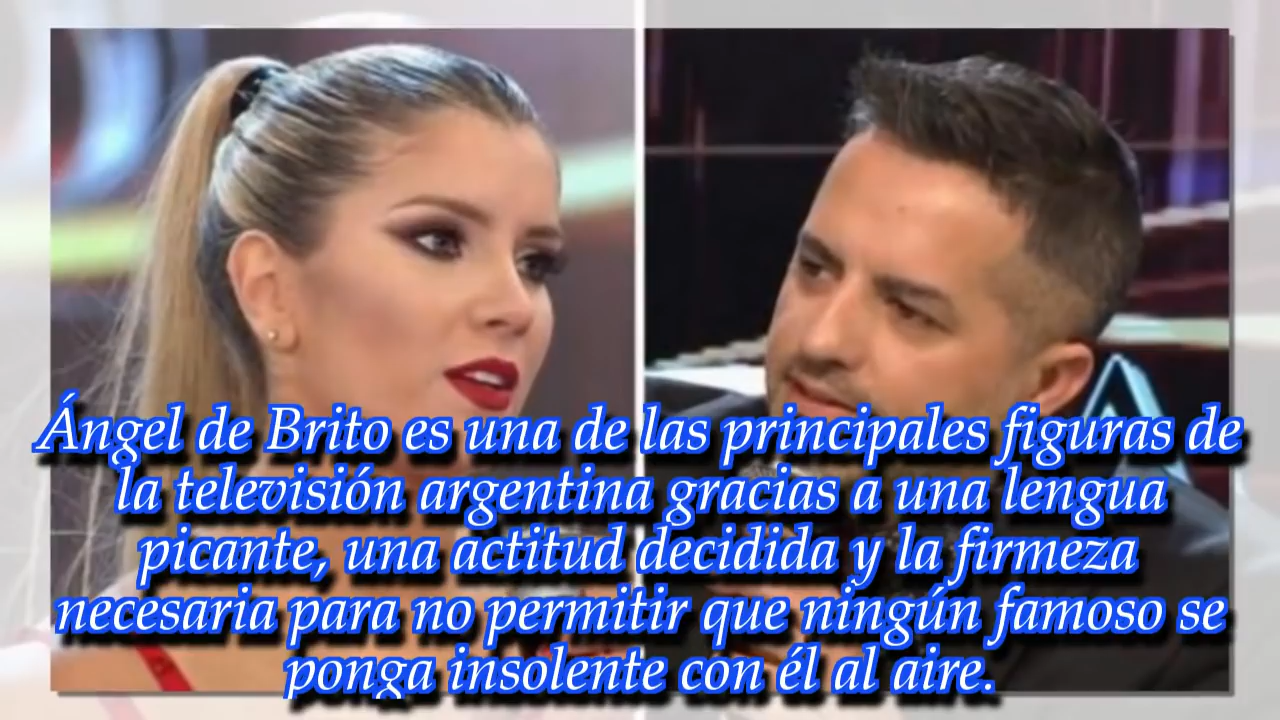 Ángel de Brito es una de las principales figuras de
la televisión argentina gracias a una lengua
picante, una actitud decidida y la firmeza
necesaria para no permitir que ningún famoso se
ponga insolente con él al aire.